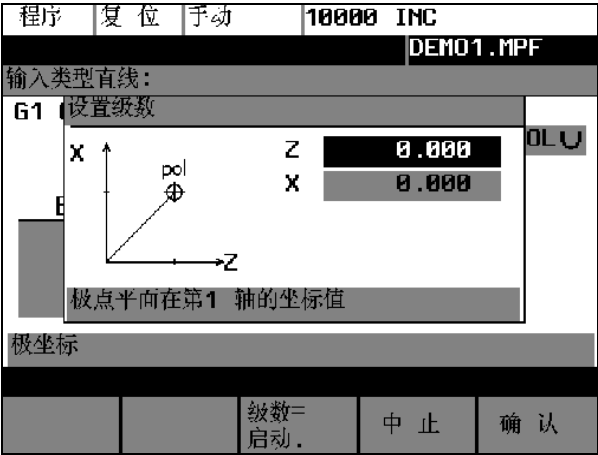 程序 复 位 手动 10000 INC
DEMO1.MPF
输入类型直线:
G1
设置级数
OL
X
pol
Z
Z 0.000
X 0.000
极点平面在第1 轴的坐标值
极坐标
级数=
启动.
中 止
确 认